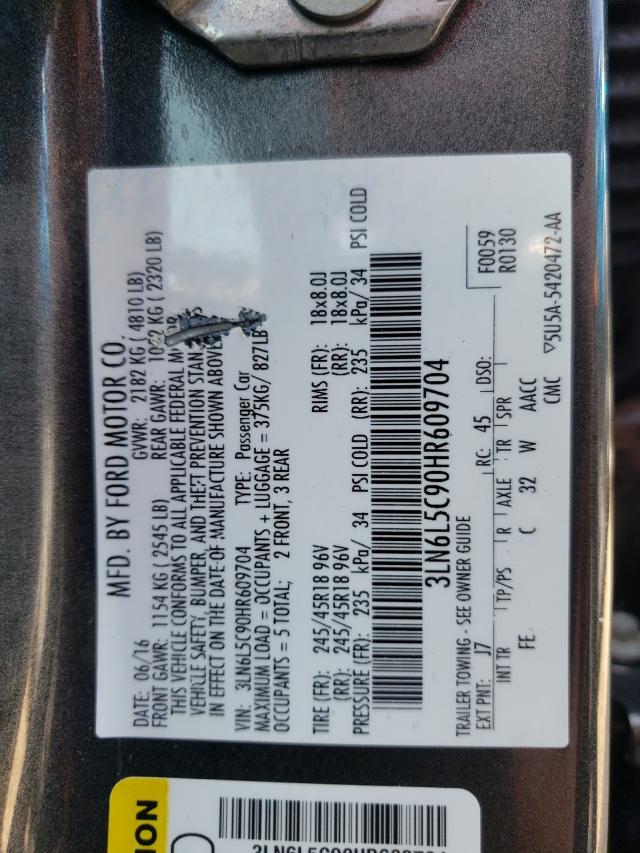 MFD. BY FORD MOTOR CO.
DATE: 06/16 GVWR: 2182 KG ( 4810 LB)
FRONT GAWR: 1154 KG ( 2545 LB) REAR GAWR: KG ( 2320 LB)
THIS VEHICLE CONFORMS TO ALL APPLICABLE FEDERAL
VEHICLE SAFETY, BUMPER, AND THEFT PREVENTION
IN EFFECT ON THE DATE OF MANUFACTURE SHOWN ABOVE
VIN: 3LN6L5C90HR609704 TYPE: Passenger Car
MAXIMUM LOAD = OCCUPANTS + LUGGAGE = 375KG/ 827LB
OCCUPANTS = 5 TOTAL; 2 FRONT, 3 REAR
TIRE (FR): 245/45R18 96V RIMS (FR): 18x8.0J
(RR): 245/45R18 96V (RR): 18x8.0J
PRESSURE (FR): 235 kPa/ 34 PSI COLD (RR): 235 kPa/ 34 PSI COLD
3LN6L5C90HR609704
TRAILER TOWING - SEE OWNER GUIDE F0059
EXT PNT: J7 RC: 45 DSO: R0130
INT TR TP/PS R AXLE TR SPR
FE C 32 W AACC
CMC ▽5U5A-5420472-AA